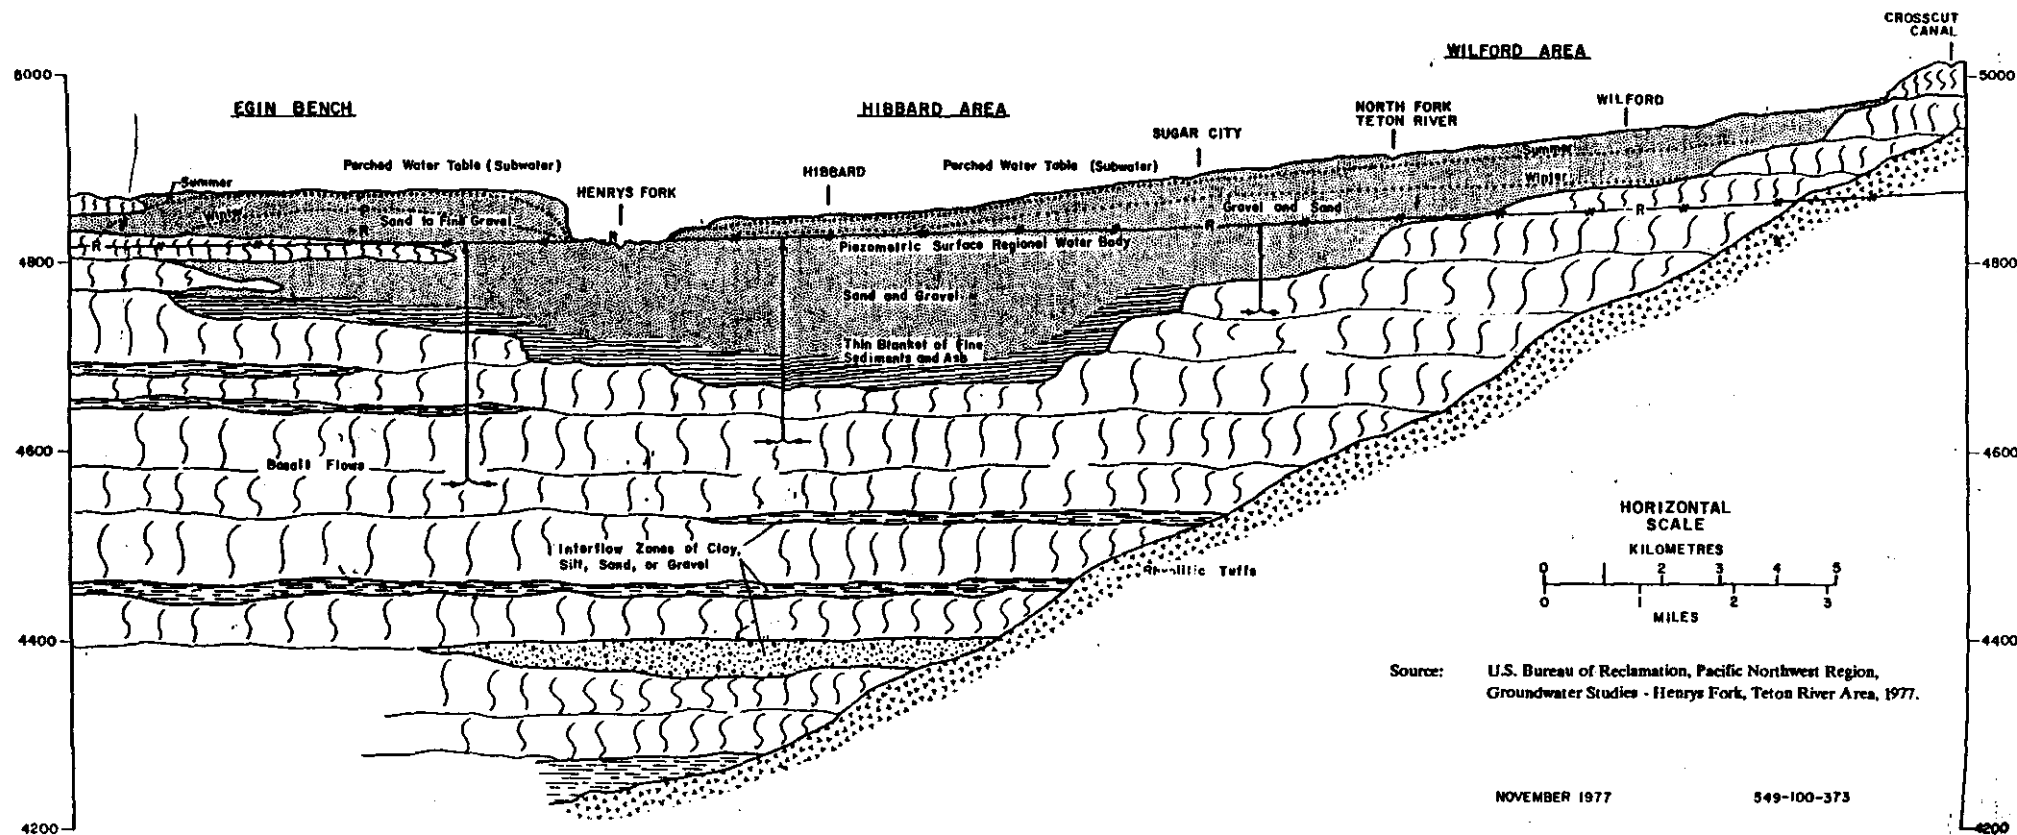 CROSSCUT
CANAL
WILFORD AREA
5000
5000
EGIN BENCH
HIBBARD AREA
NORTH FORK
TETON RIVER
WILFORD
SUGAR CITY
Perched Water Table (Subwater)
HENRYS FORK
HIBBARD
Perched Water Table (Subwater)
Summer
Winter
Summer
Winter
Sand to Fine Gravel
Gravel and Sand
R
R
R
R
R
Piezometric Surface Regional Water Body
4800
4800
Sand and Gravel
Thin Blanket of Fine
Sediments and Ash
4600
4600
Basalt Flows
HORIZONTAL
SCALE
KILOMETRES
0 1 2 3 4 5
0 1 2 3
MILES
Interflow Zones of Clay,
Silt, Sand, or Gravel
Rhyolitic Tuffs
4400
4400
Source: U.S. Bureau of Reclamation, Pacific Northwest Region,
Groundwater Studies - Henrys Fork, Teton River Area, 1977.
NOVEMBER 1977 549-100-373
4200
4200